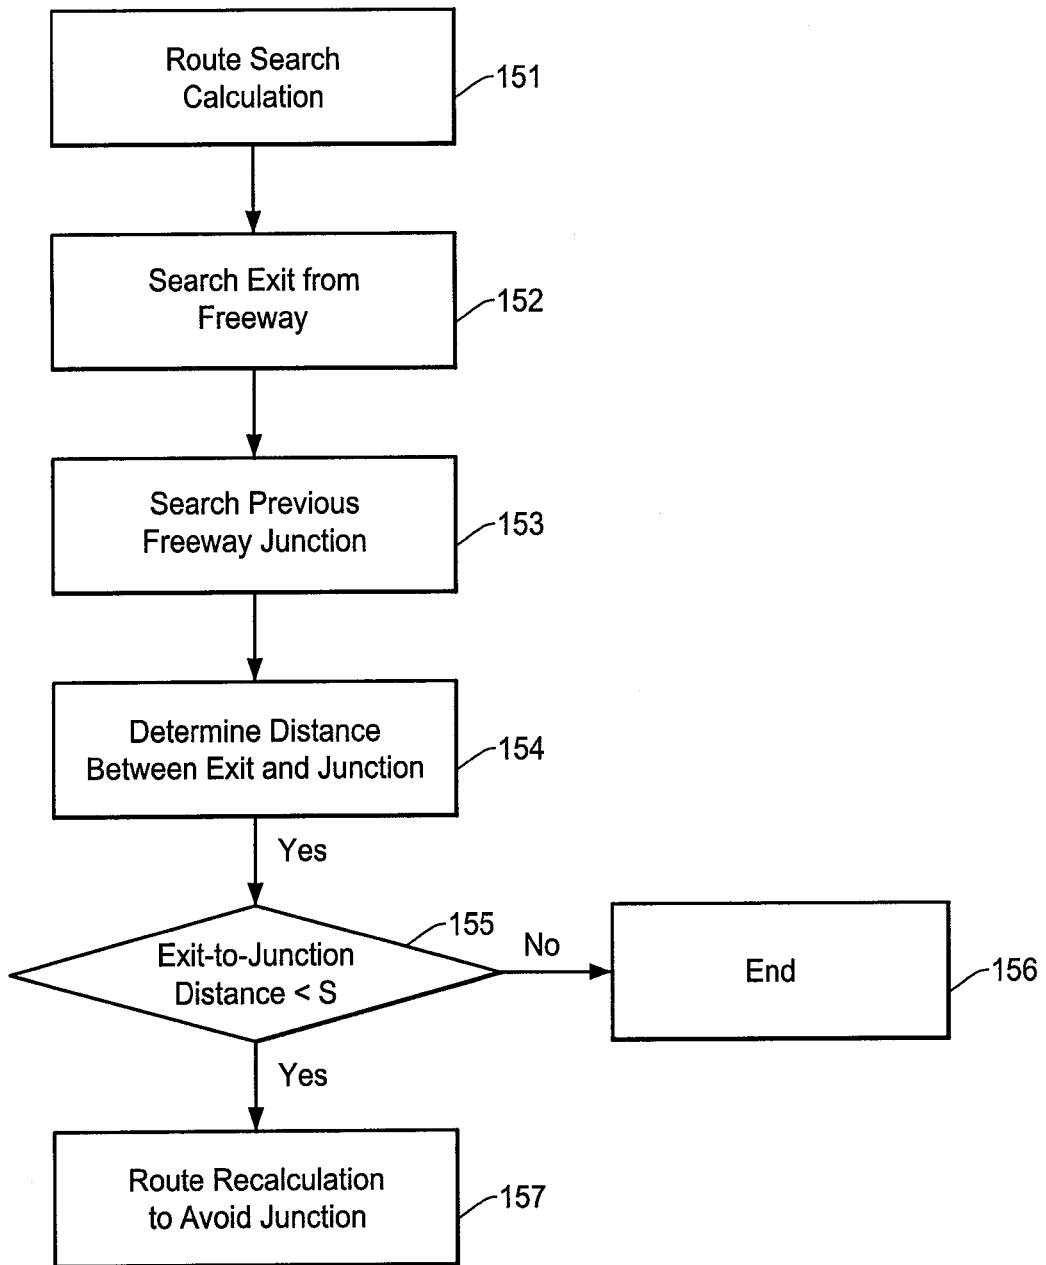 Route Search
Calculation
151
Search Exit from
Freeway
152
Search Previous
Freeway Junction
153
Determine Distance
Between Exit and Junction
154
Yes
Exit-to-Junction
Distance < S
155
No
End
156
Yes
Route Recalculation
to Avoid Junction
157